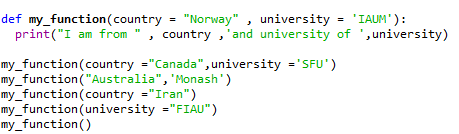 def my_function(country = "Norway" , university = 'IAUM'):
print("I am from " , country ,'and university of ',university)
my_function(country ="Canada",university ='SFU')
my_function("Australia",'Monash')
my_function(country ="Iran")
my_function(university ="FIAU")
my_function()